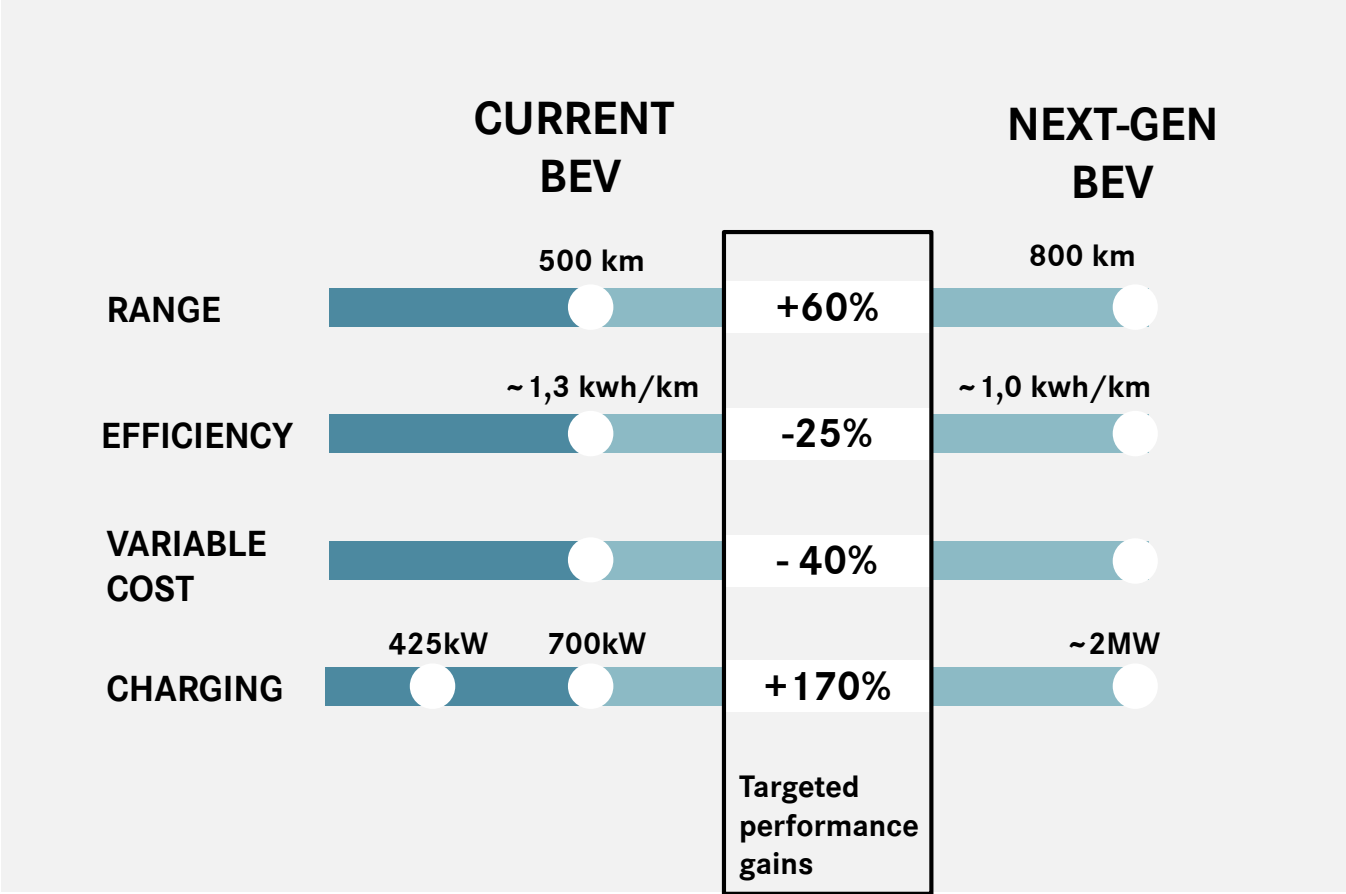 CURRENT
BEV
NEXT-GEN
BEV
500 km
800 km
RANGE
+60%
~1,3 kwh/km
~1,0 kwh/km
EFFICIENCY
-25%
VARIABLE
COST
- 40%
425kW
700kW
~2MW
CHARGING
+170%
Targeted
performance
gains